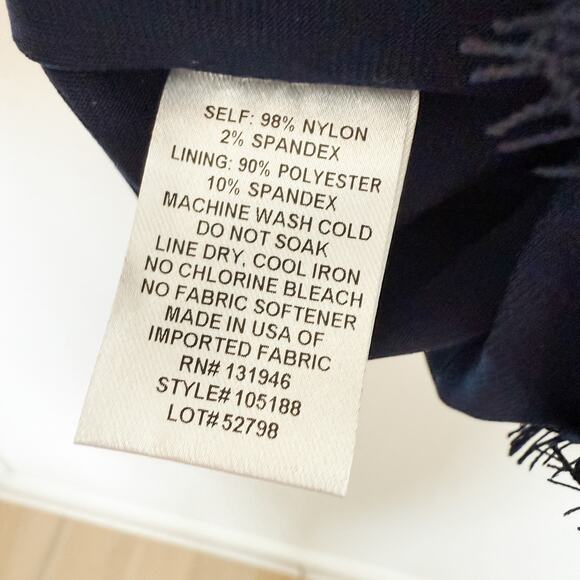 SELF: 98% NYLON
2% SPANDEX
LINING: 90% POLYESTER
10% SPANDEX
MACHINE WASH COLD
DO NOT SOAK
LINE DRY, COOL IRON
NO CHLORINE BLEACH
NO FABRIC SOFTENER
MADE IN USA OF
IMPORTED FABRIC
RN# 131946
STYLE# 105188
LOT# 52798